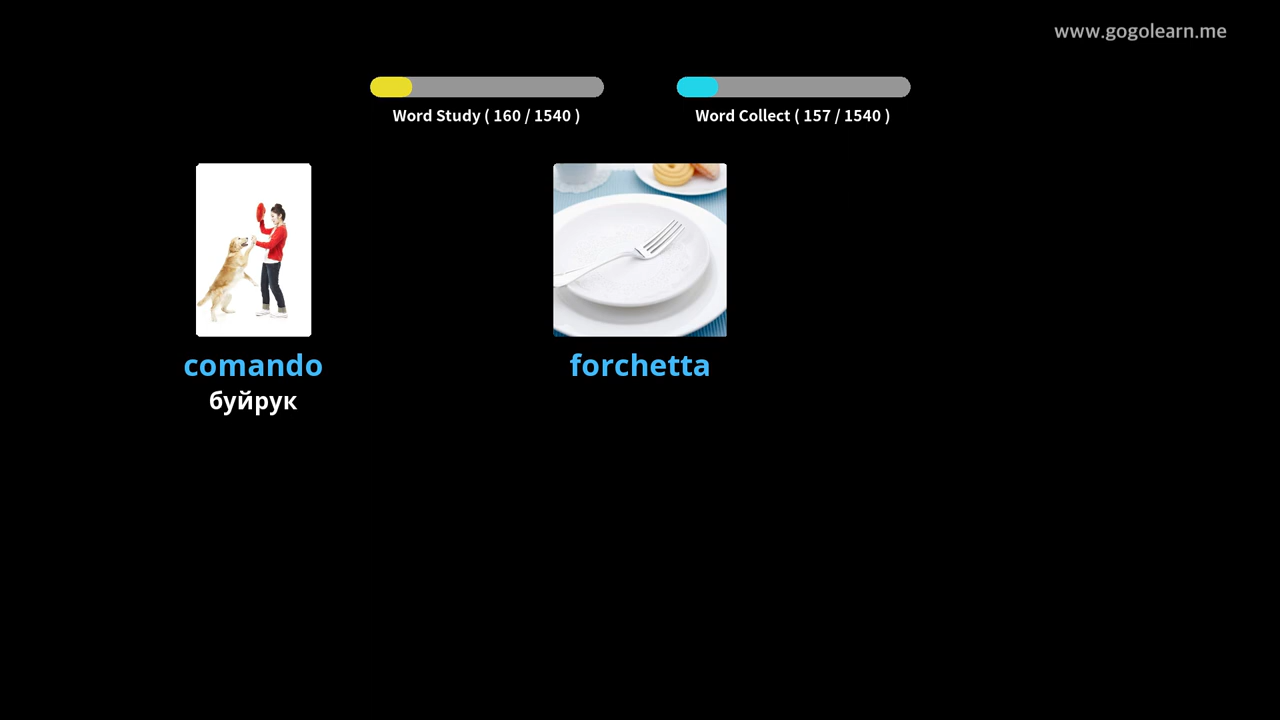 www.gogolearn.me
Word Study ( 160 / 1540 )
Word Collect ( 157 / 1540 )
comando
буйрук
forchetta